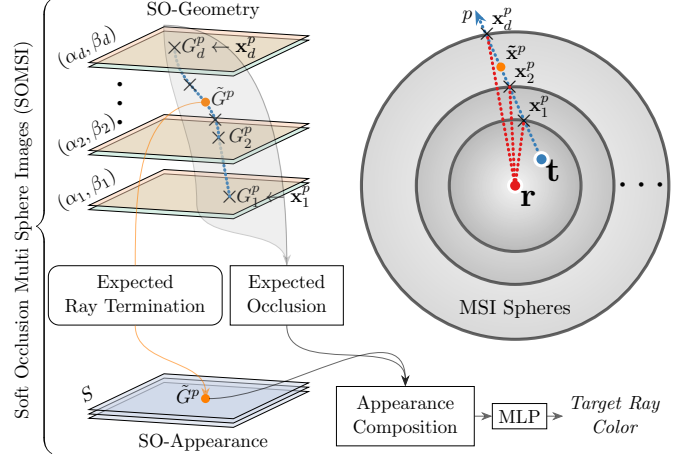 Soft Occlusion Multi Sphere Images (SOMSI)
SO-Geometry
(α_d, β_d)
G_d^p ← x_d^p
G̃^p
(α_2, β_2)
G_2^p
(α_1, β_1)
G_1^p ← x_1^p
Expected
Ray Termination
Expected
Occlusion
S
G̃^p
SO-Appearance
p
x_d^p
x̃^p
x_2^p
x_1^p
t
r
MSI Spheres
Appearance
Composition
MLP
Target Ray
Color